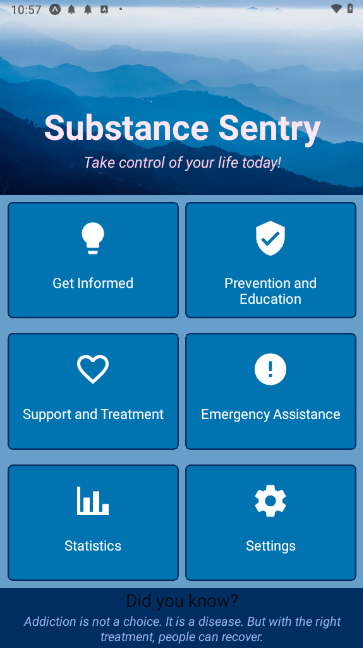 10:57
Substance Sentry
Take control of your life today!
Get Informed
Prevention and
Education
Support and Treatment
Emergency Assistance
Statistics
Settings
Did you know?
Addiction is not a choice. It is a disease. But with the right
treatment, people can recover.